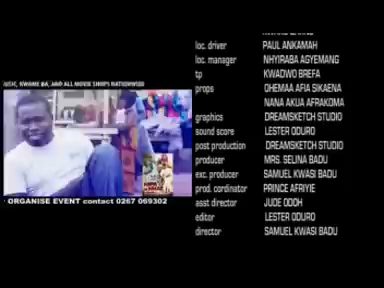 loc. driver PAUL ANKAMAH
loc. manager NHYIRABA AGYEMANG
tp KWADWO BREFA
props OHEMAA AFIA SIKAENA
NANA AKUA AFRAKOMA
graphics DREAMSKETCH STUDIO
sound score LESTER ODURO
post production DREAMSKETCH STUDIO
producer MRS. SELINA BADU
exc. producer SAMUEL KWASI BADU
prod. cordinator PRINCE AFRIYIE
asst director JUDE ODOH
editor LESTER ODURO
director SAMUEL KWASI BADU
MUSIC, KWAME BA, AND ALL MOVIE SHOPS NATIONWIDE
ORGANISE EVENT contact 0267 069302